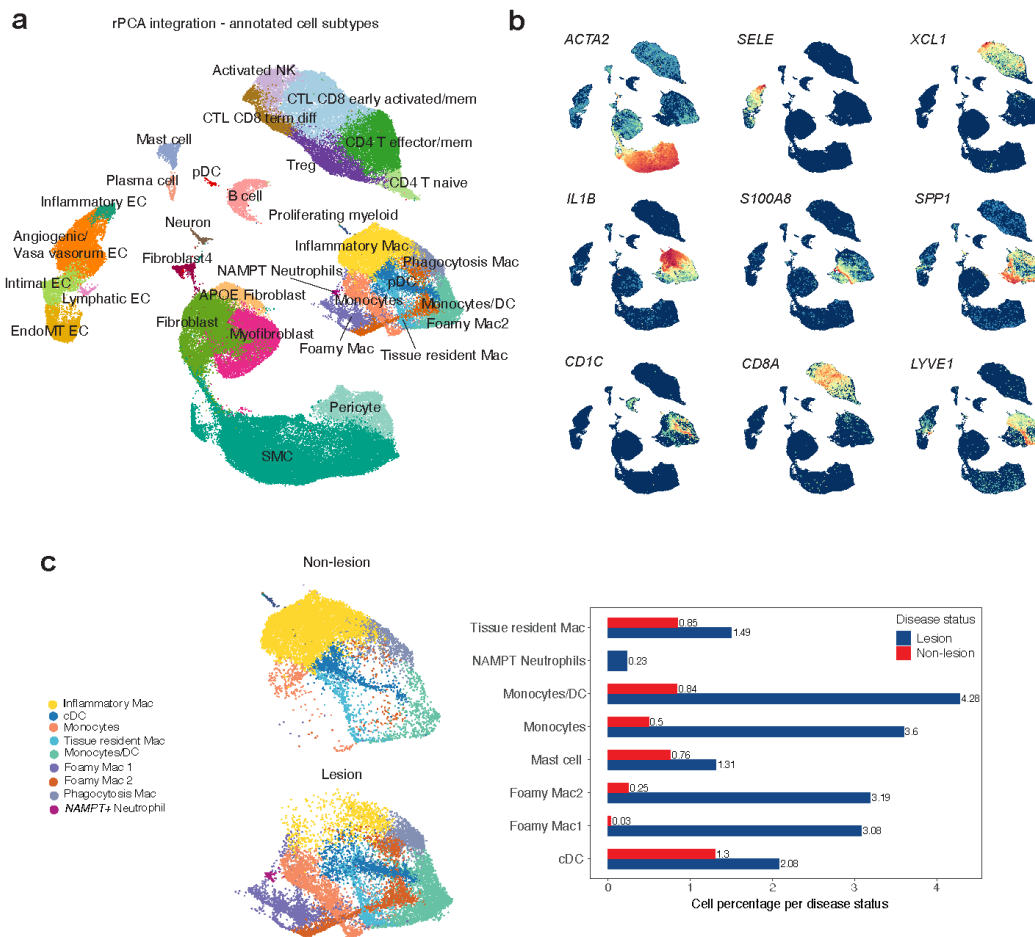 a
rPCA integration - annotated cell subtypes
Activated NK
CTL CD8 early activated/mem
CTL CD8 term diff
CD4 T effector/mem
Mast cell
Treg
pDC
CD4 T naive
Plasma cell
B cell
Inflammatory EC
Proliferating myeloid
Neuron
Angiogenic/
Vasa vasorum EC
Inflammatory Mac
Fibroblast4
Phagocytosis Mac
NAMPT Neutrophils
pDC
Intimal EC
Lymphatic EC
APOE Fibroblast
Monocytes
Monocytes/DC
EndoMT EC
Fibroblast
Myofibroblast
Foamy Mac2
Foamy Mac
Tissue resident Mac
Pericyte
SMC
b
ACTA2
SELE
XCL1
IL1B
S100A8
SPP1
CD1C
CD8A
LYVE1
c
Non-lesion
Inflammatory Mac
cDC
Monocytes
Tissue resident Mac
Monocytes/DC
Foamy Mac 1
Foamy Mac 2
Phagocytosis Mac
NAMPT+ Neutrophil
Lesion
Disease status
Lesion
Non-lesion
Tissue resident Mac
0.85
1.49
NAMPT Neutrophils
0.23
Monocytes/DC
0.84
4.28
Monocytes
0.5
3.6
Mast cell
0.76
1.31
Foamy Mac2
0.25
3.19
Foamy Mac1
0.03
3.08
cDC
1.3
2.08
0 1 2 3 4
Cell percentage per disease status